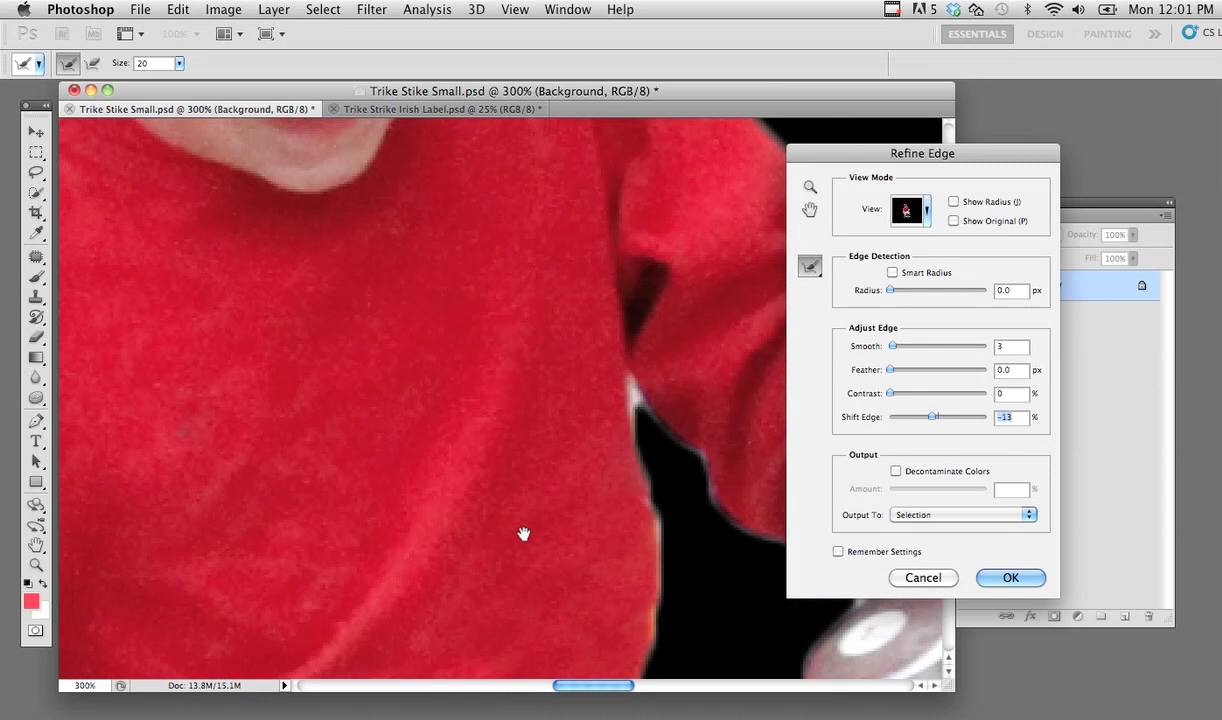 Photoshop File Edit Image Layer Select Filter Analysis 3D View Window Help 5 Mon 12:01 PM
Ps Br Mb 100% ESSENTIALS DESIGN PAINTING >> CS L
Size: 20
Trike Stike Small.psd @ 300% (Background, RGB/8) *
Trike Stike Small.psd @ 300% (Background, RGB/8) * Trike Strike Irish Label.psd @ 25% (RGB/8) *
Refine Edge
View Mode
View: Show Radius (J)
Show Original (P)
Opacity: 100%
Fill: 100%
Edge Detection
Smart Radius
Radius: 0.0 px
Adjust Edge
Smooth: 3
Feather: 0.0 px
Contrast: 0 %
Shift Edge: -13 %
Output
Decontaminate Colors
Amount: %
Output To: Selection
Remember Settings
Cancel OK
T
fx
300% Doc: 13.8M/15.1M